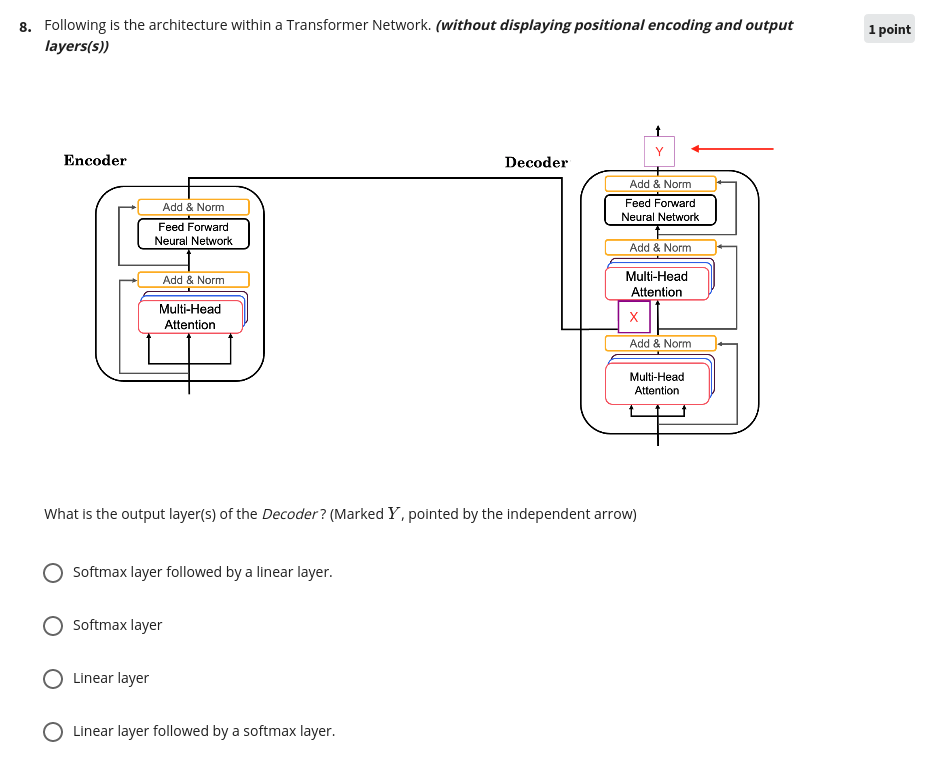 8. Following is the architecture within a Transformer Network. (without displaying positional encoding and output
layers(s))
1 point
Encoder
Add & Norm
Feed Forward
Neural Network
Add & Norm
Multi-Head
Attention
Decoder
Y
Add & Norm
Feed Forward
Neural Network
Add & Norm
Multi-Head
Attention
X
Add & Norm
Multi-Head
Attention
What is the output layer(s) of the Decoder? (Marked Y, pointed by the independent arrow)
Softmax layer followed by a linear layer.
Softmax layer
Linear layer
Linear layer followed by a softmax layer.